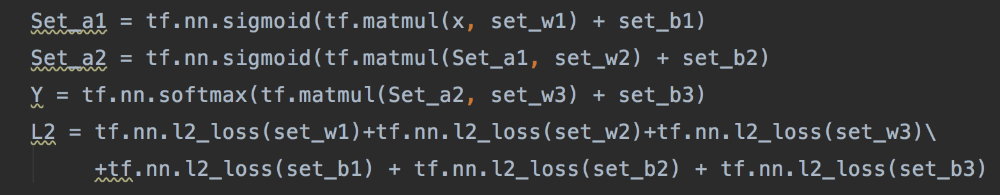 Set_a1 = tf.nn.sigmoid(tf.matmul(x, set_w1) + set_b1)
Set_a2 = tf.nn.sigmoid(tf.matmul(Set_a1, set_w2) + set_b2)
Y = tf.nn.softmax(tf.matmul(Set_a2, set_w3) + set_b3)
L2 = tf.nn.l2_loss(set_w1)+tf.nn.l2_loss(set_w2)+tf.nn.l2_loss(set_w3)\
+tf.nn.l2_loss(set_b1) + tf.nn.l2_loss(set_b2) + tf.nn.l2_loss(set_b3)